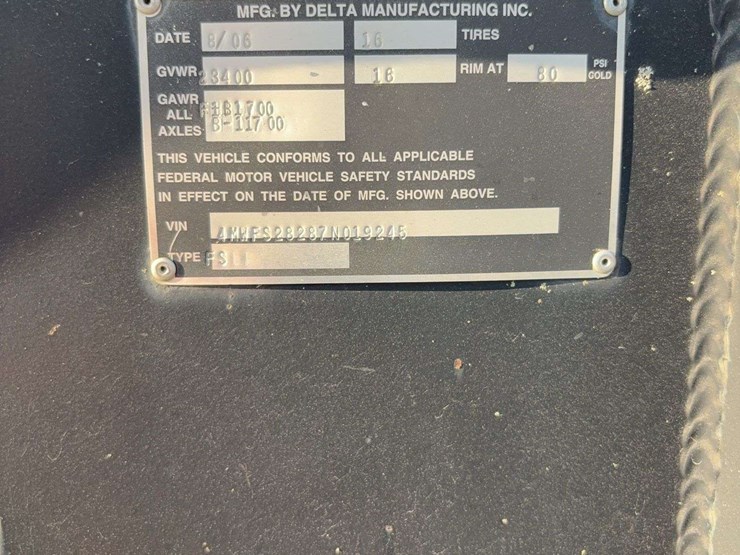 MFG. BY DELTA MANUFACTURING INC.
DATE 8/06 16 TIRES
GVWR 23400 16 RIM AT 80 PSI COLD
GAWR
ALL
AXLES B-11700
THIS VEHICLE CONFORMS TO ALL APPLICABLE
FEDERAL MOTOR VEHICLE SAFETY STANDARDS
IN EFFECT ON THE DATE OF MFG. SHOWN ABOVE.
VIN 4MWFS28287N019245
TYPE FS